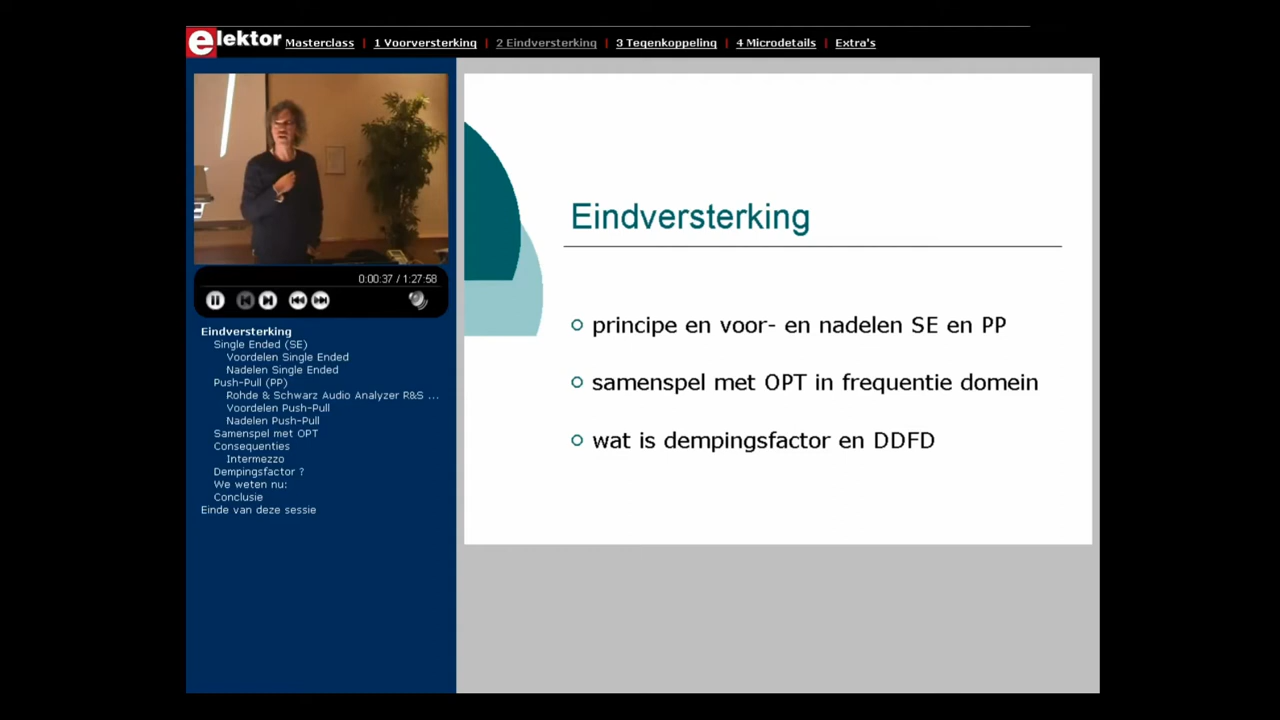 elektor Masterclass | 1 Voorversterking | 2 Eindversterking | 3 Tegenkoppeling | 4 Microdetails | Extra's
0:00:37 / 1:27:58
Eindversterking
Single Ended (SE)
Voordelen Single Ended
Nadelen Single Ended
Push-Pull (PP)
Rohde & Schwarz Audio Analyzer R&S ...
Voordelen Push-Pull
Nadelen Push-Pull
Samenspel met OPT
Consequenties
Intermezzo
Dempingsfactor ?
We weten nu:
Conclusie
Einde van deze sessie
Eindversterking
principe en voor- en nadelen SE en PP
samenspel met OPT in frequentie domein
wat is dempingsfactor en DDFD